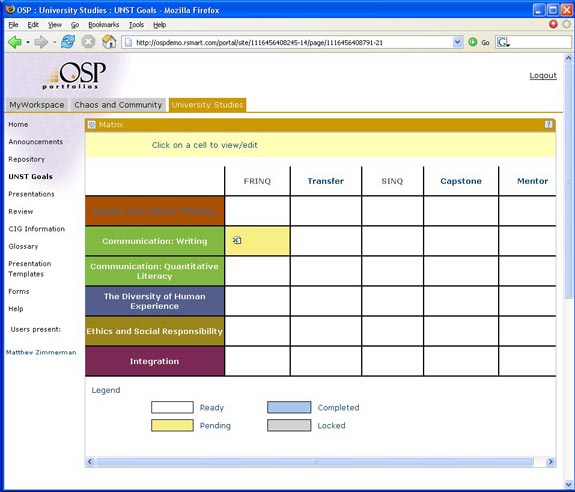 OSP : University Studies : UNST Goals - Mozilla Firefox
File Edit View Go Bookmarks Tools Help
http://ospdemo.rsmart.com/portal/site/1116456408245-14/page/1116456408791-21 Go
OSP
portfolios
Logout
MyWorkspace Chaos and Community University Studies
Home
Announcements
Repository
UNST Goals
Presentations
Review
CIG Information
Glossary
Presentation
Templates
Forms
Help
Users present:
Matthew Zimmerman
Matrix ?
Click on a cell to view/edit
FRINQ Transfer SINQ Capstone Mentor
Communication: Writing
Communication: Quantitative
Literacy
The Diversity of Human
Experience
Ethics and Social Responsibility
Integration
Legend
Ready Completed
Pending Locked